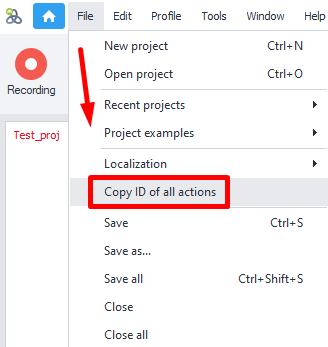 File Edit Profile Tools Window Help
New project Ctrl+N
Open project Ctrl+O
Recording
Recent projects
Test_proj
Project examples
Localization
Copy ID of all actions
Save Ctrl+S
Save as...
Save all Ctrl+Shift+S
Close
Close all